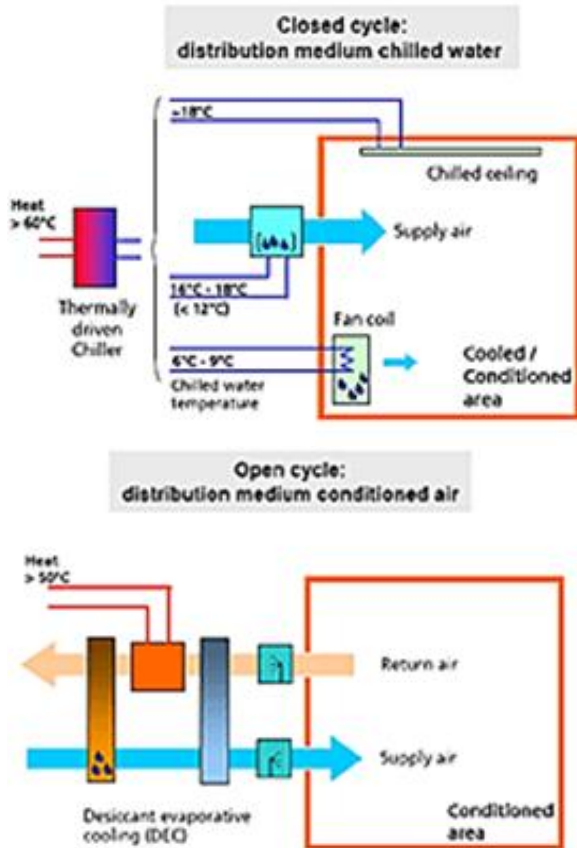 Closed cycle:
distribution medium chilled water
~18°C
Chilled ceiling
Heat
> 60°C
Supply air
Thermally
driven
Chiller
16°C - 18°C
(< 12°C)
Fan coil
6°C - 9°C
Chilled water
temperature
Cooled /
Conditioned
area
Open cycle:
distribution medium conditioned air
Heat
> 50°C
Return air
Supply air
Desiccant evaporative
cooling (DEC)
Conditioned
area